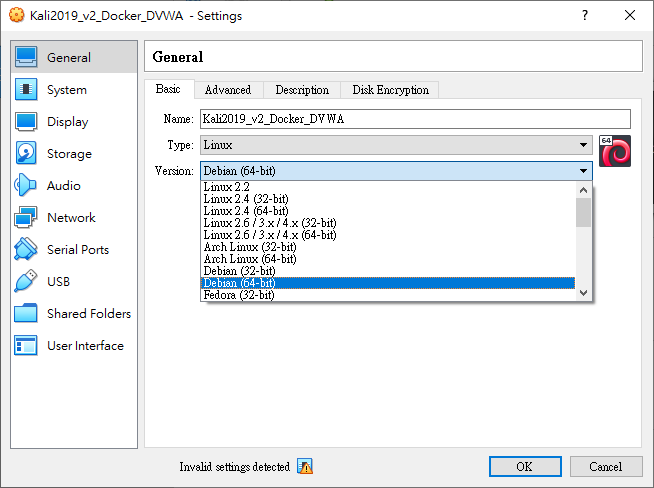 Kali2019_v2_Docker_DVWA - Settings
?
General
System
Display
Storage
Audio
Network
Serial Ports
USB
Shared Folders
User Interface
General
Basic
Advanced
Description
Disk Encryption
Name: Kali2019_v2_Docker_DVWA
Type: Linux
64
Version: Debian (64-bit)
Linux 2.2
Linux 2.4 (32-bit)
Linux 2.4 (64-bit)
Linux 2.6 / 3.x / 4.x (32-bit)
Linux 2.6 / 3.x / 4.x (64-bit)
Arch Linux (32-bit)
Arch Linux (64-bit)
Debian (32-bit)
Debian (64-bit)
Fedora (32-bit)
Invalid settings detected
OK
Cancel